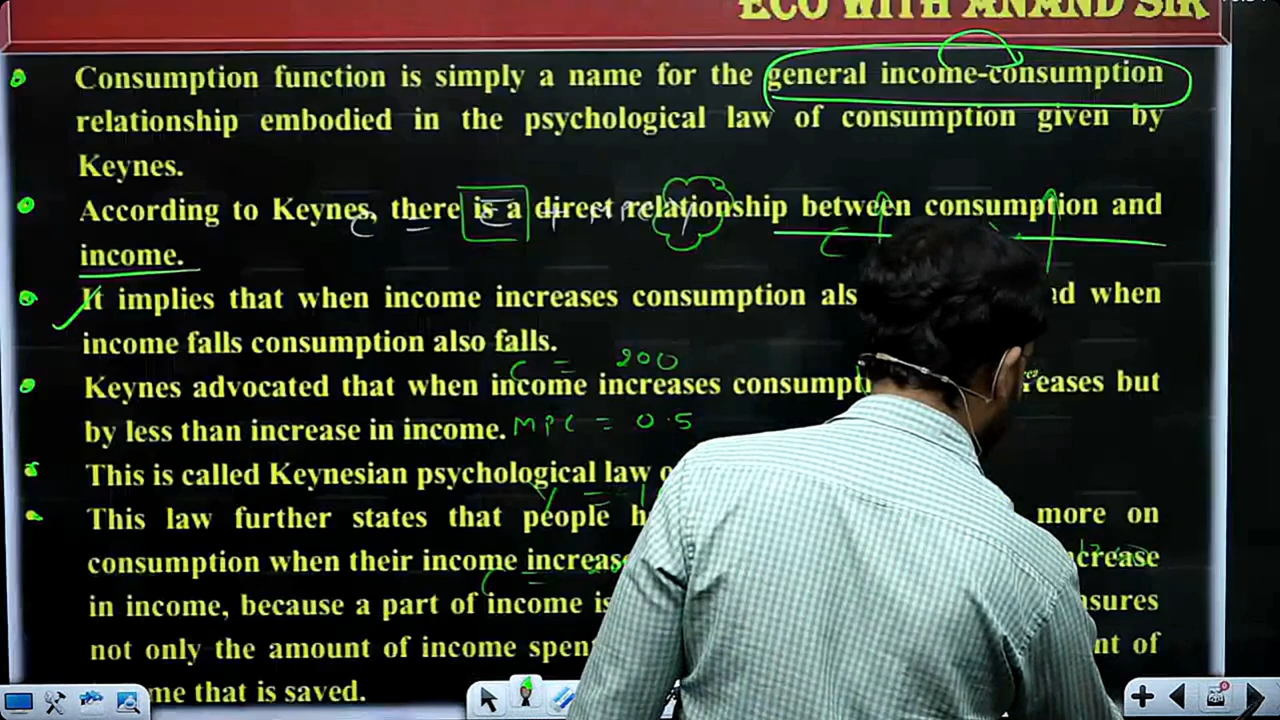 ECO WITH ANAND SIR
Consumption function is simply a name for the general income-consumption
relationship embodied in the psychological law of consumption given by
Keynes.
According to Keynes, there is a direct relationship between consumption and
income.
It implies that when income increases consumption als nd when
income falls consumption also falls.
C = 200
Keynes advocated that when income increases consumpt reases but
by less than increase in income. MPC = 0.5
This is called Keynesian psychological law
Y =
This law further states that people h more on
consumption when their income increas crease
C =
in income, because a part of income is asures
not only the amount of income spen nt of
me that is saved.